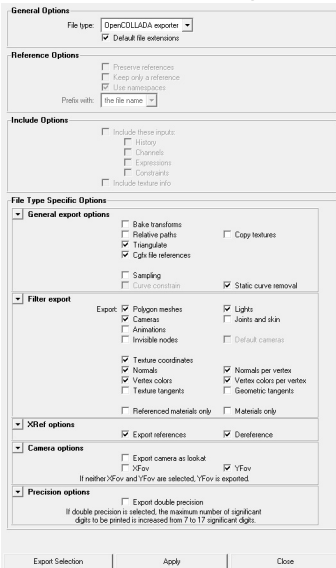 General Options
File type: OpenCOLLADA exporter
Default file extensions
Reference Options
Preserve references
Keep only a reference
Use namespaces
Prefix with: the file name
Include Options
Include these inputs:
History
Channels
Expressions
Constraints
Include texture info
File Type Specific Options
General export options
Bake transforms
Relative paths Copy textures
Triangulate
Cgfx file references
Sampling
Curve constrain Static curve removal
Filter export
Export: Polygon meshes Lights
Cameras Joints and skin
Animations
Invisible nodes Default cameras
Texture coordinates
Normals Normals per vertex
Vertex colors Vertex colors per vertex
Texture tangents Geometric tangents
Referenced materials only Materials only
XRef options
Export references Dereference
Camera options
Export camera as lookat
XFov YFov
If neither XFov and YFov are selected, YFov is exported.
Precision options
Export double precision
If double precision is selected, the maximum number of significant
digits to be printed is increased from 7 to 17 significant digits.
Export Selection Apply Close